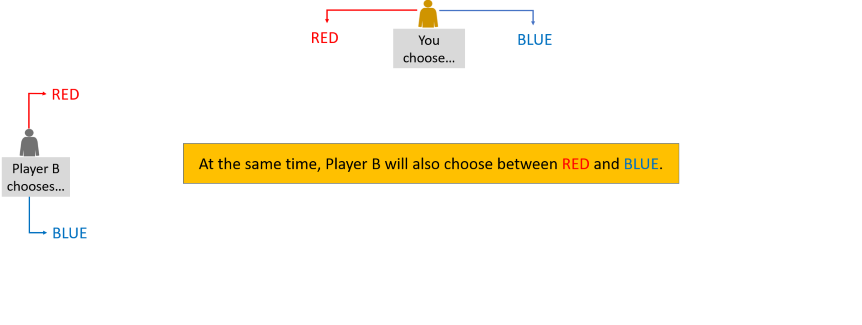 RED
You
choose...
BLUE
RED
Player B
chooses...
At the same time, Player B will also choose between RED and BLUE.
BLUE